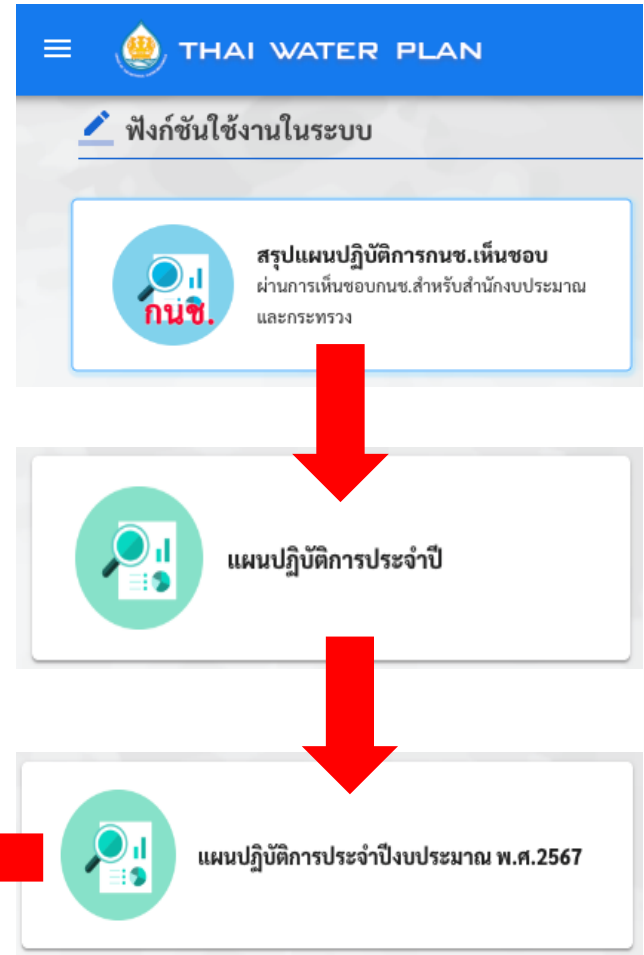 THAI WATER PLAN
ฟังก์ชันใช้งานในระบบ
สรุปแผนปฏิบัติการกนช.เห็นชอบ
ผ่านการเห็นชอบกนช.สำหรับสำนักงบประมาณ
และกระทรวง
กนช.
แผนปฏิบัติการประจำปี
แผนปฏิบัติการประจำปีงบประมาณ พ.ศ.2567